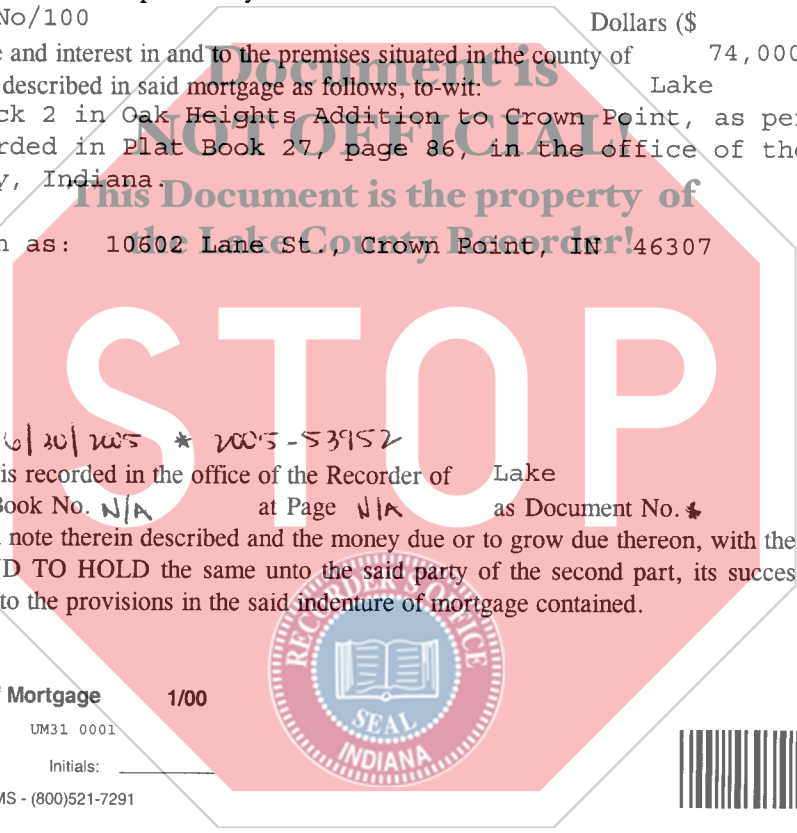 No/100 Dollars ($
e and interest in and to the premises situated in the county of 74,000
described in said mortgage as follows, to-wit: Lake
ck 2 in Oak Heights Addition to Crown Point, as per
rded in Plat Book 27, page 86, in the office of the
y, Indiana.
n as: 10602 Lane St., Crown Point, IN 46307
Document is
NOT OFFICIAL!
This Document is the property of
the Lake County Recorder!
STOP
6/30/2005 * 2005-53952
is recorded in the office of the Recorder of Lake
Book No. N/A at Page N/A as Document No. *
note therein described and the money due or to grow due thereon, with the
D TO HOLD the same unto the said party of the second part, its succes
to the provisions in the said indenture of mortgage contained.
RECORDER'S OFFICE
SEAL
INDIANA
Mortgage 1/00
UM31 0001
Initials:
MS - (800)521-7291